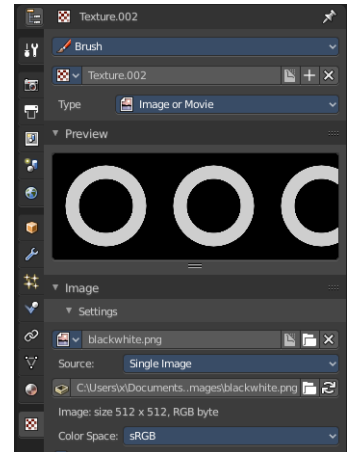 Texture.002
Brush
Texture.002
Type Image or Movie
Preview
Image
Settings
blackwhite.png
Source: Single Image
C:\Users\x\Documents..mages\blackwhite.png
Image: size 512 x 512, RGB byte
Color Space: sRGB